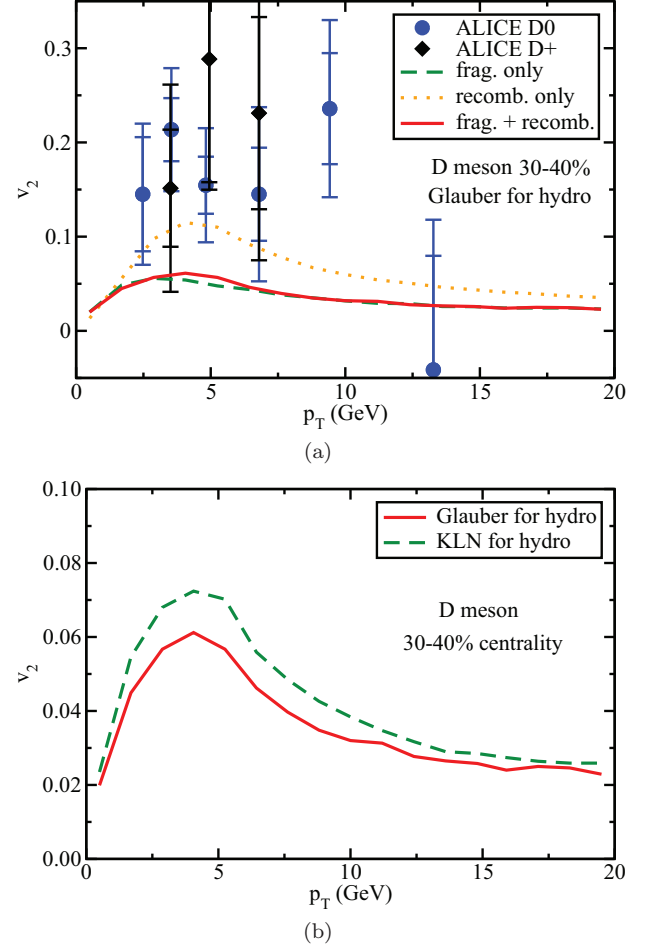 0.3
0.2
0.1
0
v2
ALICE D0
ALICE D+
frag. only
recomb. only
frag. + recomb.
D meson 30-40%
Glauber for hydro
0 5 10 15 20
pT (GeV)
(a)
0.10
0.08
0.06
0.04
0.02
0.00
v2
Glauber for hydro
KLN for hydro
D meson
30-40% centrality
0 5 10 15 20
pT (GeV)
(b)